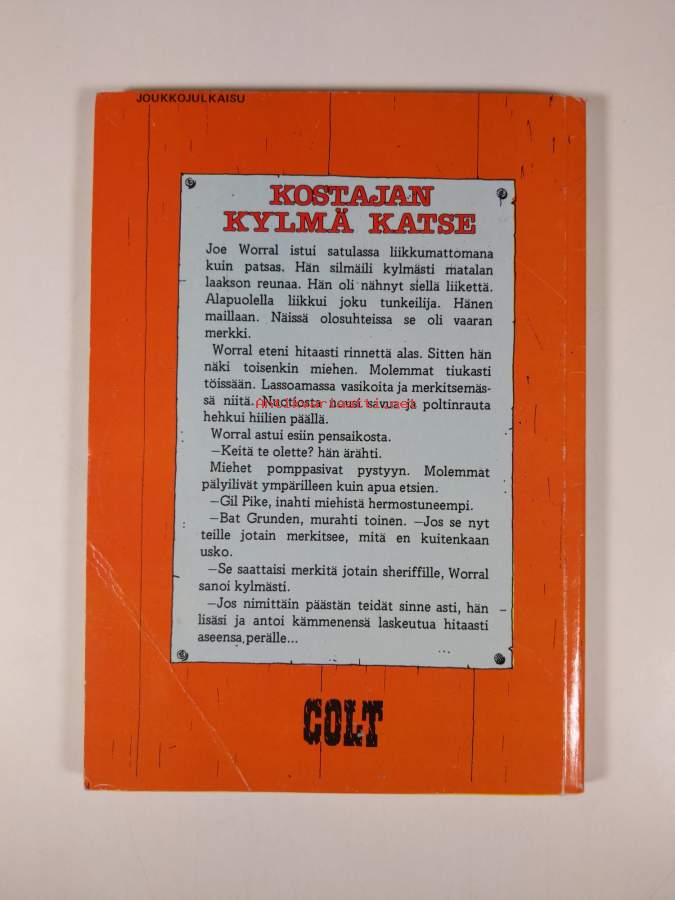 JOUKKOJULKAISU
KOSTAJAN
KYLMÄ KATSE
Joe Worral istui satulassa liikkumattomana
kuin patsas. Hän silmäili kylmästi matalan
laakson reunaa. Hän oli nähnyt siellä liikettä.
Alapuolella liikkui joku tunkeilija. Hänen
maillaan. Näissä olosuhteissa se oli vaaran
merkki.
Worral eteni hitaasti rinnettä alas. Sitten hän
näki toisenkin miehen. Molemmat tiukasti
töissään. Lassoamassa vasikoita ja merkitsemäs-
sä niitä. Nuotiosta nousi savu ja poltinrauta
Antikvariaatti.net
hehkui hiilien päällä.
Worral astui esiin pensaikosta.
—Keitä te olette? hän ärähti.
Miehet pomppasivat pystyyn. Molemmat
pälyilivät ympärilleen kuin apua etsien.
—Gil Pike, inahti miehistä hermostuneempi.
—Bat Grunden, murahti toinen. —Jos se nyt
teille jotain merkitsee, mitä en kuitenkaan
usko.
—Se saattaisi merkitä jotain sheriffille, Worral
sanoi kylmästi.
—Jos nimittäin päästän teidät sinne asti, hän
lisäsi ja antoi kämmenensä laskeutua hitaasti
aseensa perälle...
COLT